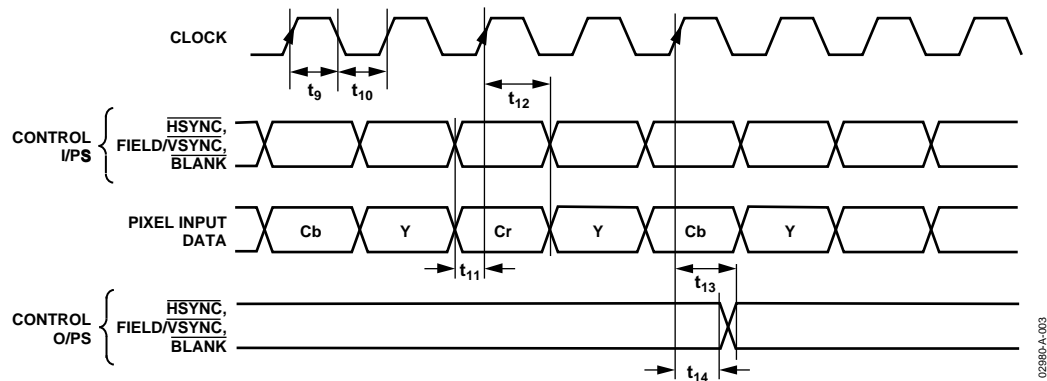 CLOCK
t9
t10
t12
CONTROL
I/PS
HSYNC,
FIELD/VSYNC,
BLANK
PIXEL INPUT
DATA
Cb
Y
Cr
Y
Cb
Y
t11
t13
CONTROL
O/PS
HSYNC,
FIELD/VSYNC,
BLANK
t14
02980-A-003